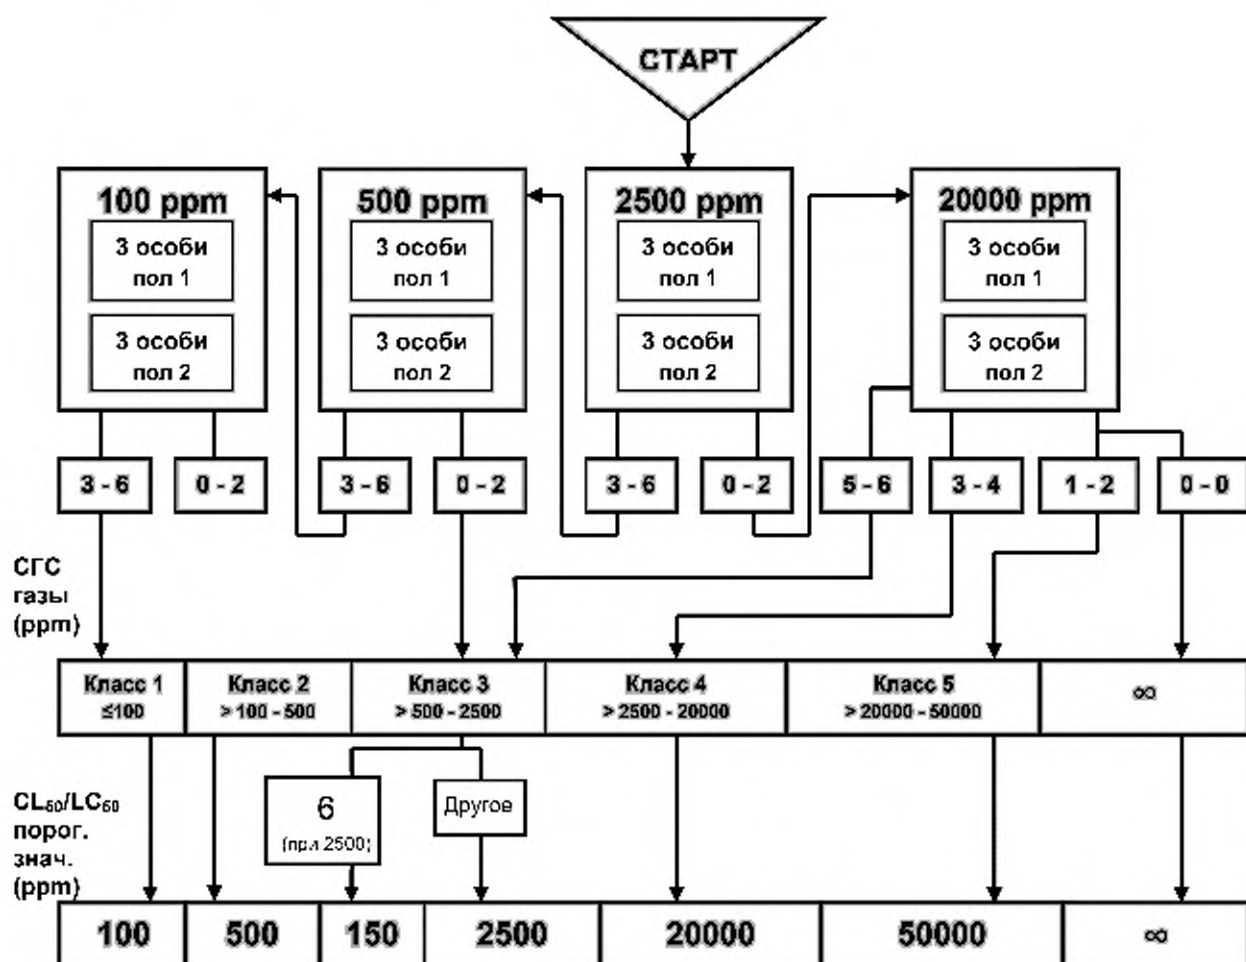 СТАРТ
100 ppm
500 ppm
2500 ppm
20000 ppm
3 особи
пол 1
3 особи
пол 1
3 особи
пол 1
3 особи
пол 1
3 особи
пол 2
3 особи
пол 2
3 особи
пол 2
3 особи
пол 2
3 - 6
0 - 2
3 - 6
0 - 2
3 - 6
0 - 2
5 - 6
3 - 4
1 - 2
0 - 0
СГС
газы
(ppm)
Класс 1
≤100
Класс 2
> 100 - 500
Класс 3
> 500 - 2500
Класс 4
> 2500 - 20000
Класс 5
> 20000 - 50000
∞
CL₅₀/LC₅₀
порог.
знач.
(ppm)
6
(при 2500)
Другое
100
500
150
2500
20000
50000
∞